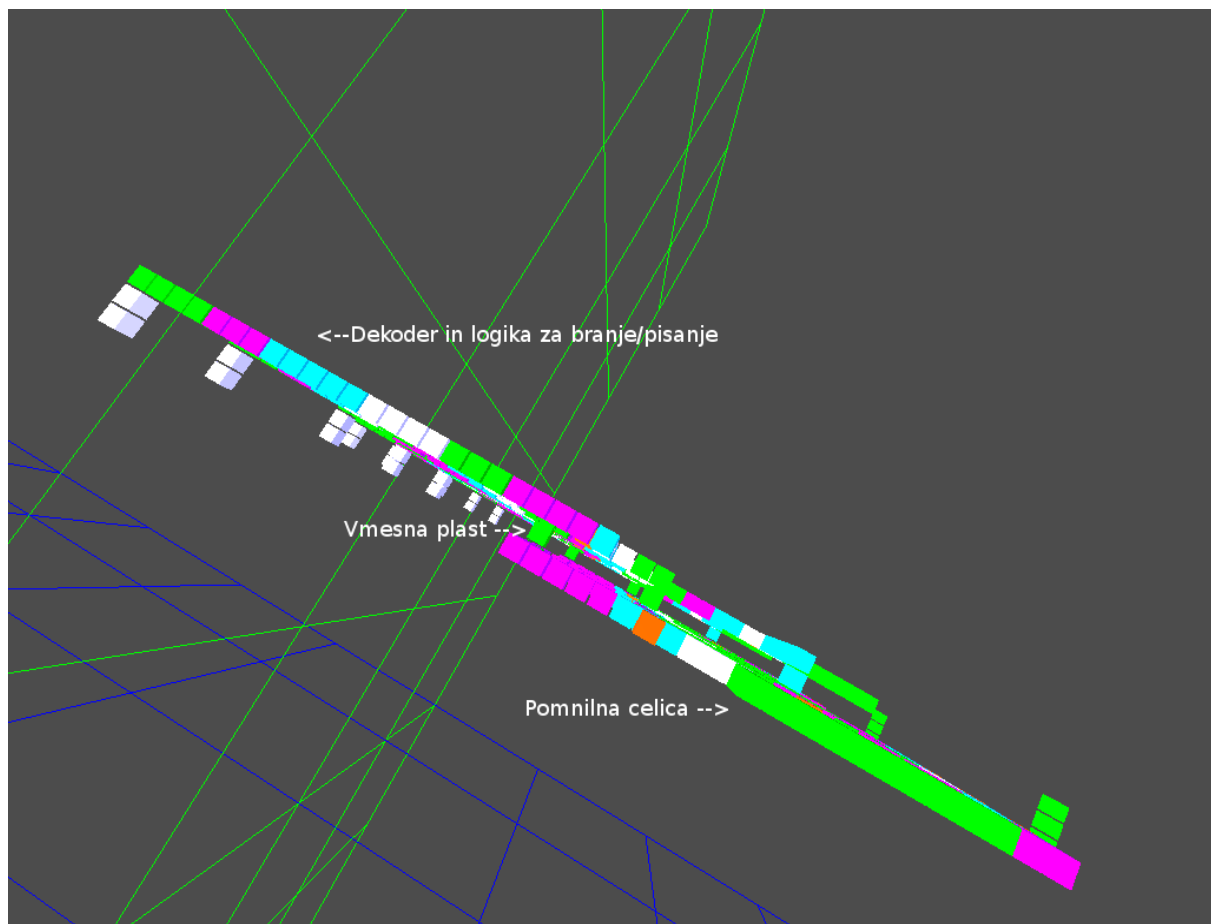 <--Dekoder in logika za branje/pisanje
Vmesna plast -->
Pomnilna celica -->